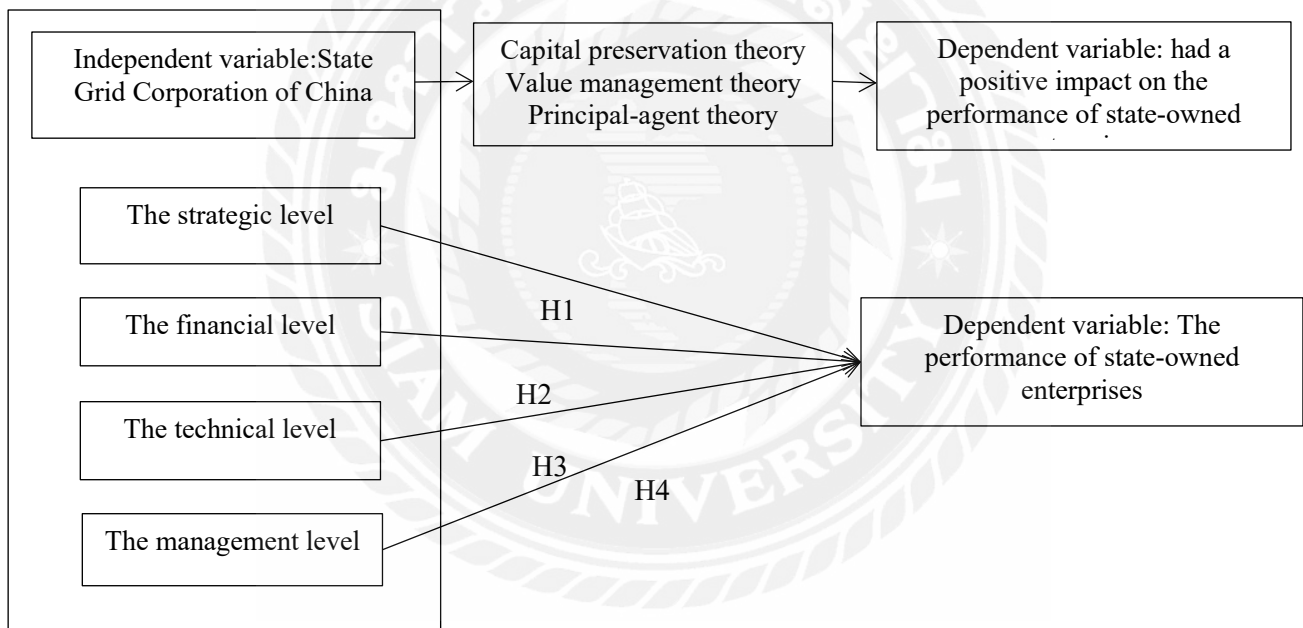 Independent variable:State
Grid Corporation of China
Capital preservation theory
Value management theory
Principal-agent theory
Dependent variable: had a
positive impact on the
performance of state-owned
The strategic level
The financial level
The technical level
The management level
H1
H2
H3
H4
Dependent variable: The
performance of state-owned
enterprises
SIAM UNIVERSITY